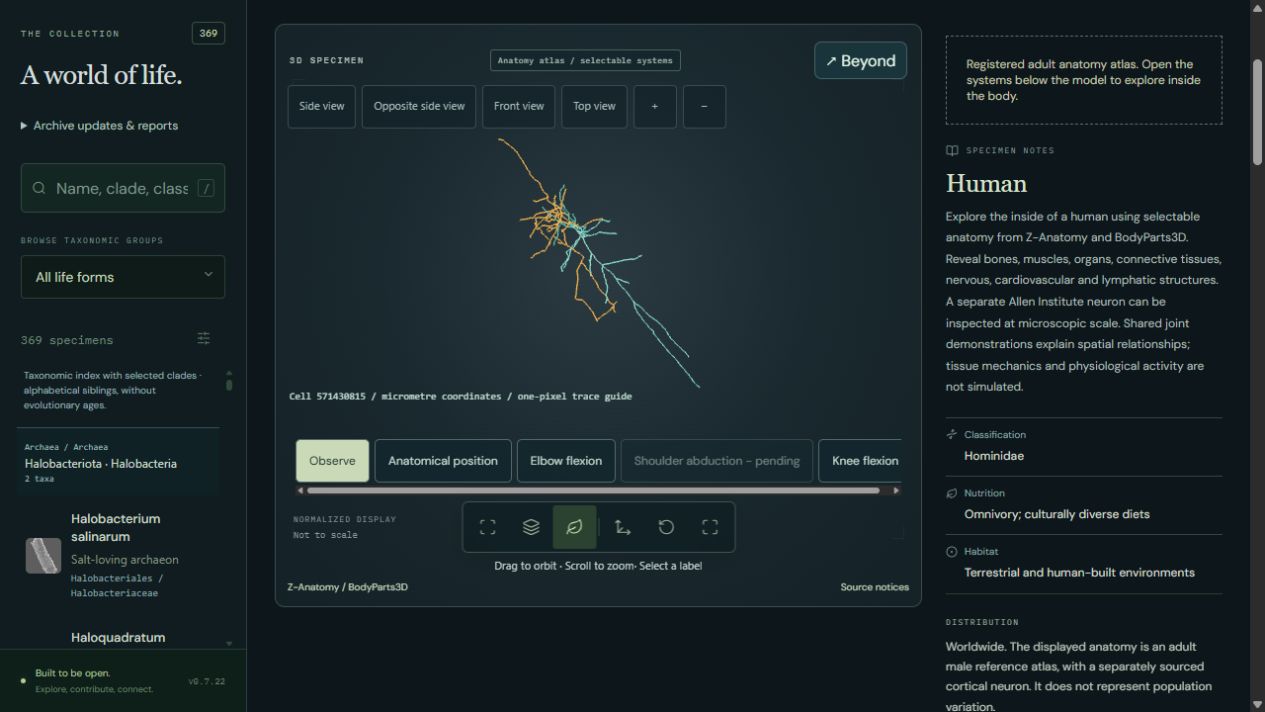 THE COLLECTION
369
A world of life.
Archive updates & reports
Name, clade, class
/
BROWSE TAXONOMIC GROUPS
All life forms
369 specimens
Taxonomic index with selected clades ·
alphabetical siblings, without
evolutionary ages.
Archaea / Archaea
Halobacteriota · Halobacteria
2 taxa
Halobacterium
salinarum
Salt-loving archaeon
Halobacteriales /
Halobacteriaceae
Haloquadratum
Built to be open.
Explore, contribute, connect.
v0.7.22
3D SPECIMEN
Anatomy atlas / selectable systems
↗ Beyond
Side view
Opposite side view
Front view
Top view
+
−
Cell 571430815 / micrometre coordinates / one-pixel trace guide
Observe
Anatomical position
Elbow flexion
Shoulder abduction – pending
Knee flexion
NORMALIZED DISPLAY
Not to scale
Drag to orbit · Scroll to zoom· Select a label
Z-Anatomy / BodyParts3D
Source notices
Registered adult anatomy atlas. Open the
systems below the model to explore inside
the body.
SPECIMEN NOTES
Human
Explore the inside of a human using selectable
anatomy from Z-Anatomy and BodyParts3D.
Reveal bones, muscles, organs, connective tissues,
nervous, cardiovascular and lymphatic structures.
A separate Allen Institute neuron can be
inspected at microscopic scale. Shared joint
demonstrations explain spatial relationships;
tissue mechanics and physiological activity are
not simulated.
Classification
Hominidae
Nutrition
Omnivory; culturally diverse diets
Habitat
Terrestrial and human-built environments
DISTRIBUTION
Worldwide. The displayed anatomy is an adult
male reference atlas, with a separately sourced
cortical neuron. It does not represent population
variation.